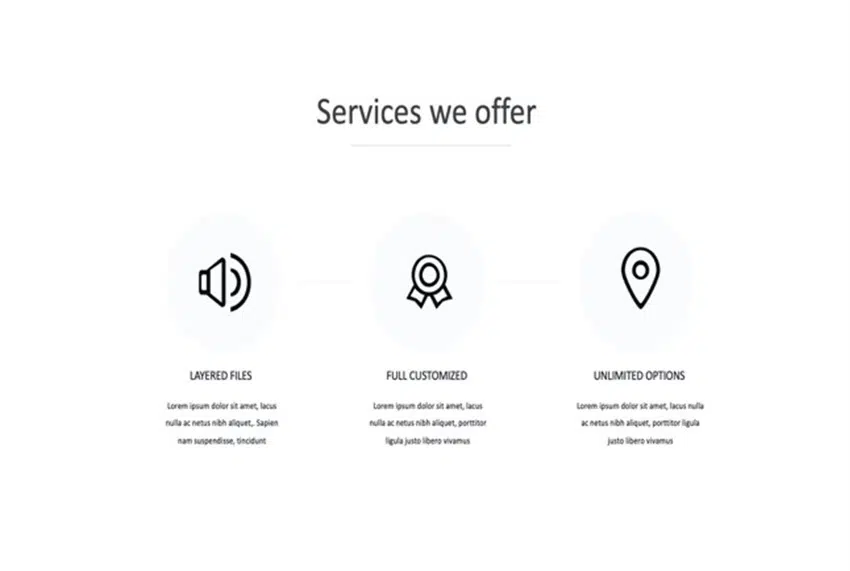 Services we offer
LAYERED FILES
Lorem ipsum dolor sit amet, lacus
nulla ac netus nibh aliquet,. Sapien
nam suspendisse, tincidunt
FULL CUSTOMIZED
Lorem ipsum dolor sit amet, lacus
nulla ac netus nibh aliquet, porttitor
ligula justo libero vivamus
UNLIMITED OPTIONS
Lorem ipsum dolor sit amet, lacus nulla
ac netus nibh aliquet, porttitor ligula
justo libero vivamus